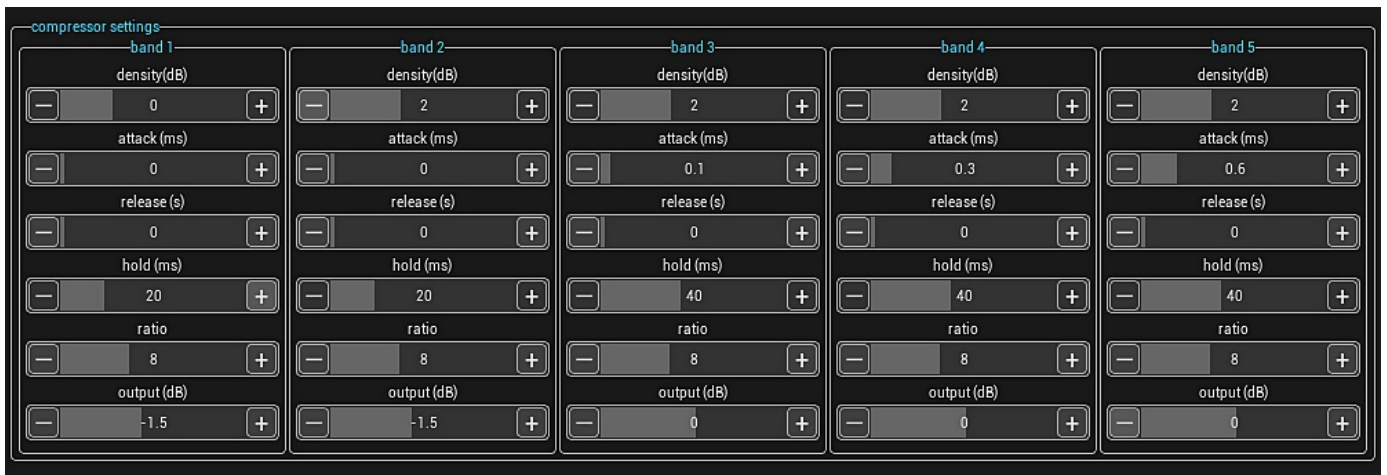 compressor settings
band 1 band 2 band 3 band 4 band 5
density(dB) density(dB) density(dB) density(dB) density(dB)
— 0 + — 2 + — 2 + — 2 + — 2 +
attack (ms) attack (ms) attack (ms) attack (ms) attack (ms)
— 0 + — 0 + — 0.1 + — 0.3 + — 0.6 +
release (s) release (s) release (s) release (s) release (s)
— 0 + — 0 + — 0 + — 0 + — 0 +
hold (ms) hold (ms) hold (ms) hold (ms) hold (ms)
— 20 + — 20 + — 40 + — 40 + — 40 +
ratio ratio ratio ratio ratio
— 8 + — 8 + — 8 + — 8 + — 8 +
output (dB) output (dB) output (dB) output (dB) output (dB)
— -1.5 + — -1.5 + — 0 + — 0 + — 0 +